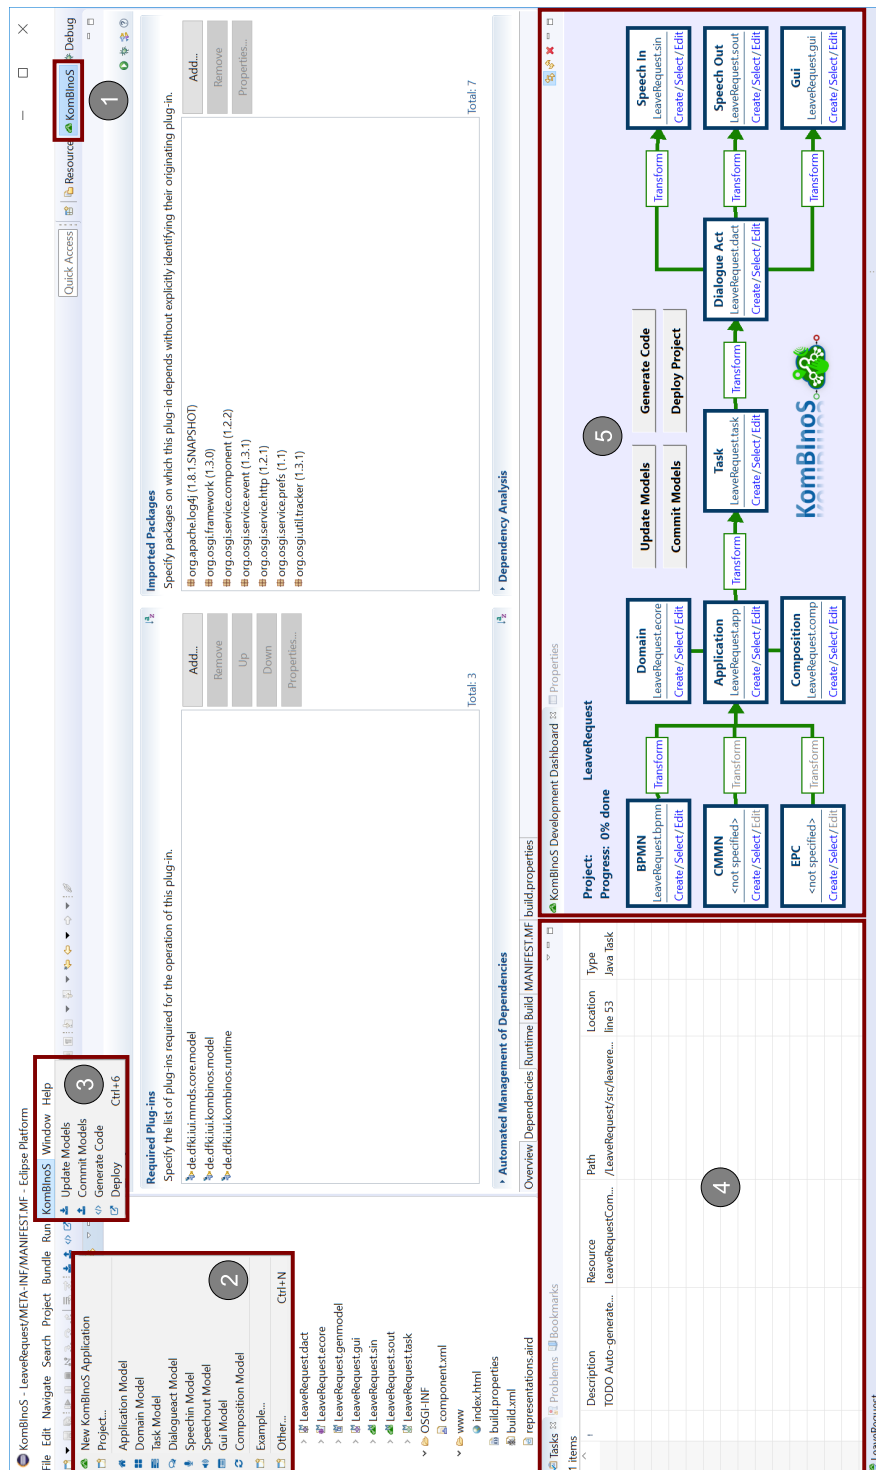 KomBInoS - LeaveRequest/META-INF/MANIFEST.MF - Eclipse Platform
File Edit Navigate Search Project Bundle Run KomBInoS Window Help
Quick Access
Resource
KomBInoS
Debug
1
Update Models
Commit Models
Generate Code
Deploy Ctrl+6
3
New KomBInoS Application
Project...
Application Model
Domain Model
Task Model
Dialogueact Model
Speechin Model
Speechout Model
Gui Model
Composition Model
Example...
Other... Ctrl+N
2
LeaveRequest.dact
LeaveRequest.ecore
LeaveRequest.genmodel
LeaveRequest.gui
LeaveRequest.sin
LeaveRequest.sout
LeaveRequest.task
OSGI-INF
component.xml
www
index.html
build.properties
build.xml
representations.aird
Required Plug-ins
Specify the list of plug-ins required for the operation of this plug-in.
de.dfki.iui.mmds.core.model
de.dfki.iui.kombinos.model
de.dfki.iui.kombinos.runtime
Add...
Remove
Up
Down
Properties...
Total: 3
Imported Packages
Specify packages on which this plug-in depends without explicitly identifying their originating plug-in.
org.apache.log4j (1.8.1.SNAPSHOT)
org.osgi.framework (1.3.0)
org.osgi.service.component (1.2.2)
org.osgi.service.event (1.3.1)
org.osgi.service.http (1.2.1)
org.osgi.service.prefs (1.1)
org.osgi.util.tracker (1.3.1)
Add...
Remove
Properties...
Total: 7
Automated Management of Dependencies
Dependency Analysis
Overview Dependencies Runtime Build MANIFEST.MF build.properties
Tasks Problems Bookmarks
1 items
! Description Resource Path Location Type
TODO Auto-generate... LeaveRequestCom... /LeaveRequest/src/leavere... line 53 Java Task
4
LeaveRequest
KomBInoS Development Dashboard Properties
Project: LeaveRequest
Progress: 0% done
5
Update Models Generate Code
Commit Models Deploy Project
BPMN
LeaveRequest.bpmn
Create/Select/Edit
Transform
CMMN
<not specified>
Create/Select/Edit
Transform
EPC
<not specified>
Create/Select/Edit
Transform
Domain
LeaveRequest.ecore
Create/Select/Edit
Application
LeaveRequest.app
Create/Select/Edit
Composition
LeaveRequest.comp
Create/Select/Edit
Transform
Task
LeaveRequest.task
Create/Select/Edit
Transform
Dialogue Act
LeaveRequest.dact
Create/Select/Edit
Transform
Transform
Transform
Speech In
LeaveRequest.sin
Create/Select/Edit
Speech Out
LeaveRequest.sout
Create/Select/Edit
Gui
LeaveRequest.gui
Create/Select/Edit
KomBInoS